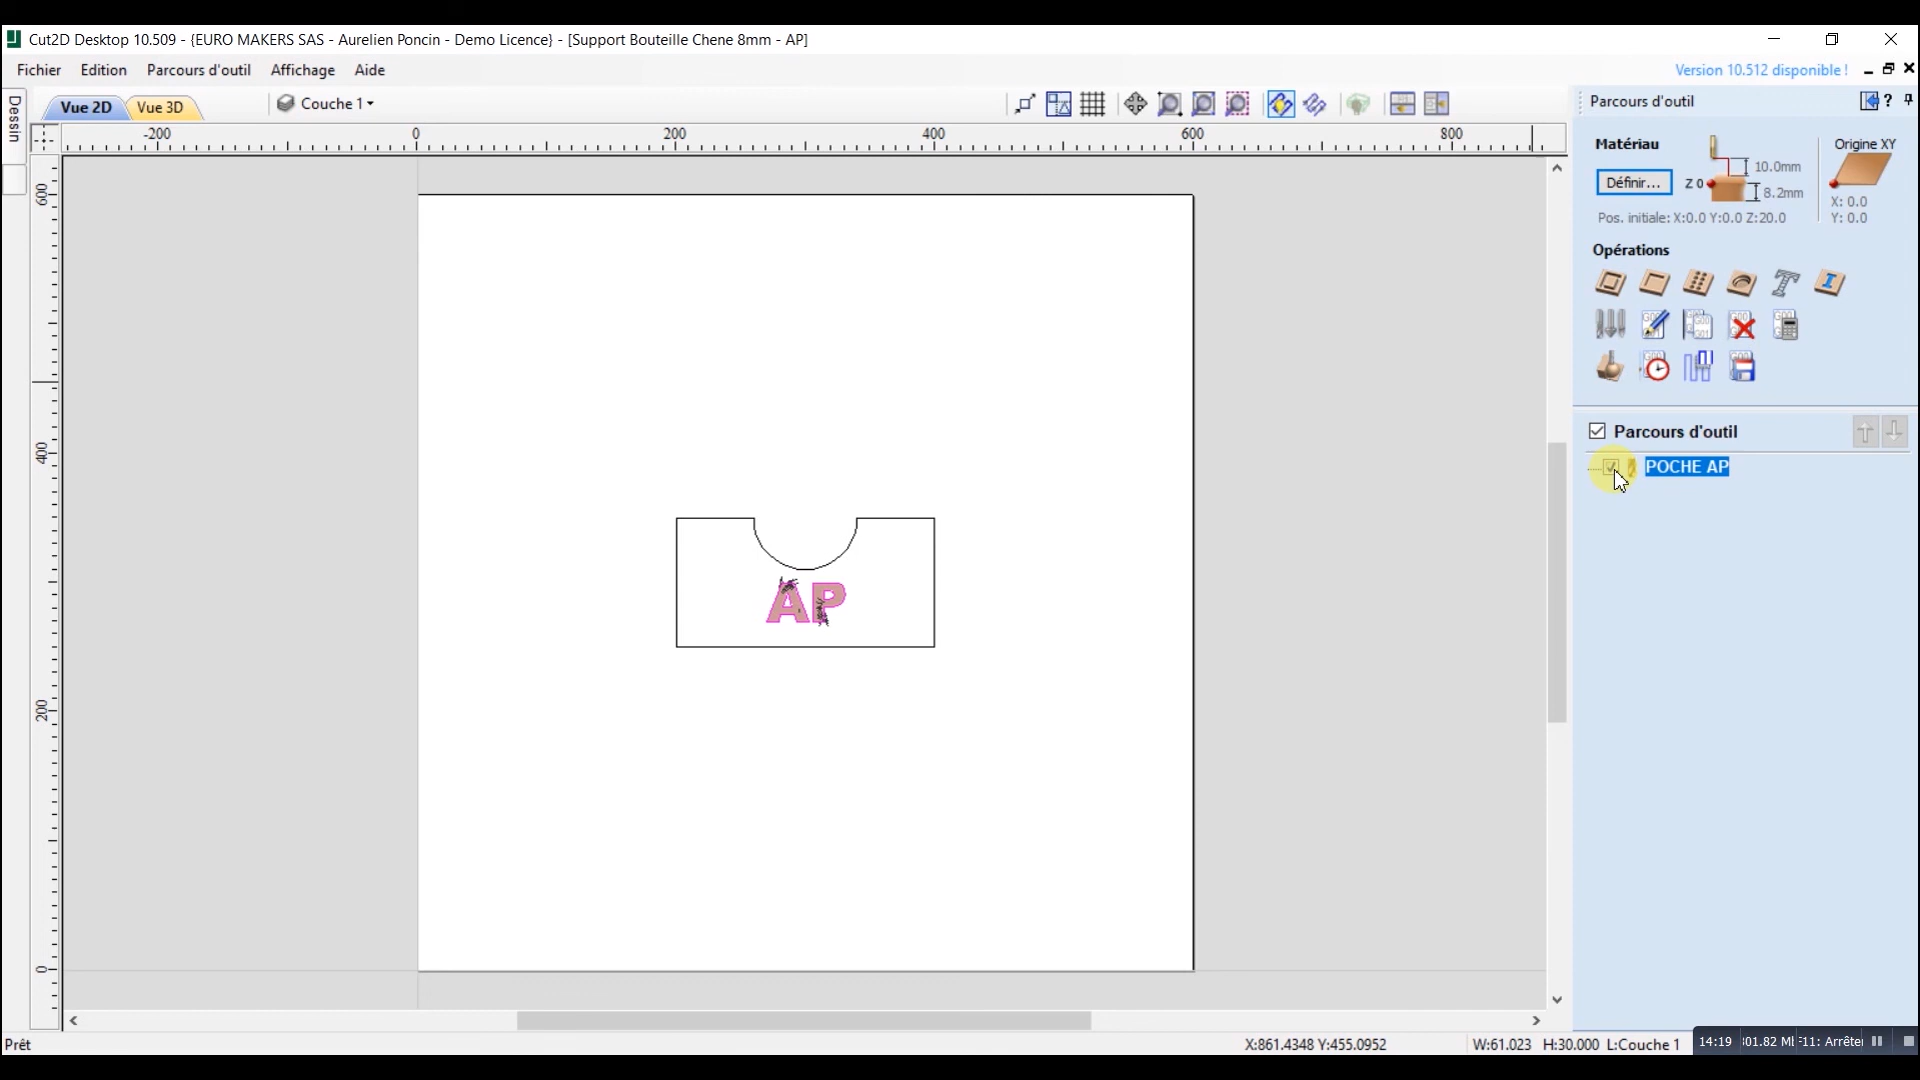 Cut2D Desktop 10.509 - {EURO MAKERS SAS - Aurelien Poncin - Demo Licence} - [Support Bouteille Chene 8mm - AP]
Fichier Edition Parcours d'outil Affichage Aide
Version 10.512 disponible !
Dessin
Vue 2D Vue 3D
Couche 1
Parcours d'outil
?
-200 0 200 400 600 800
600
400
200
0
Matériau
Définir...
Z 0
10.0mm
8.2mm
Origine XY
X: 0.0
Y: 0.0
Pos. initiale: X:0.0 Y:0.0 Z:20.0
Opérations
Parcours d'outil
POCHE AP
AP
Prêt
X:861.4348 Y:455.0952
W:61.023 H:30.000 L:Couche 1
14:19